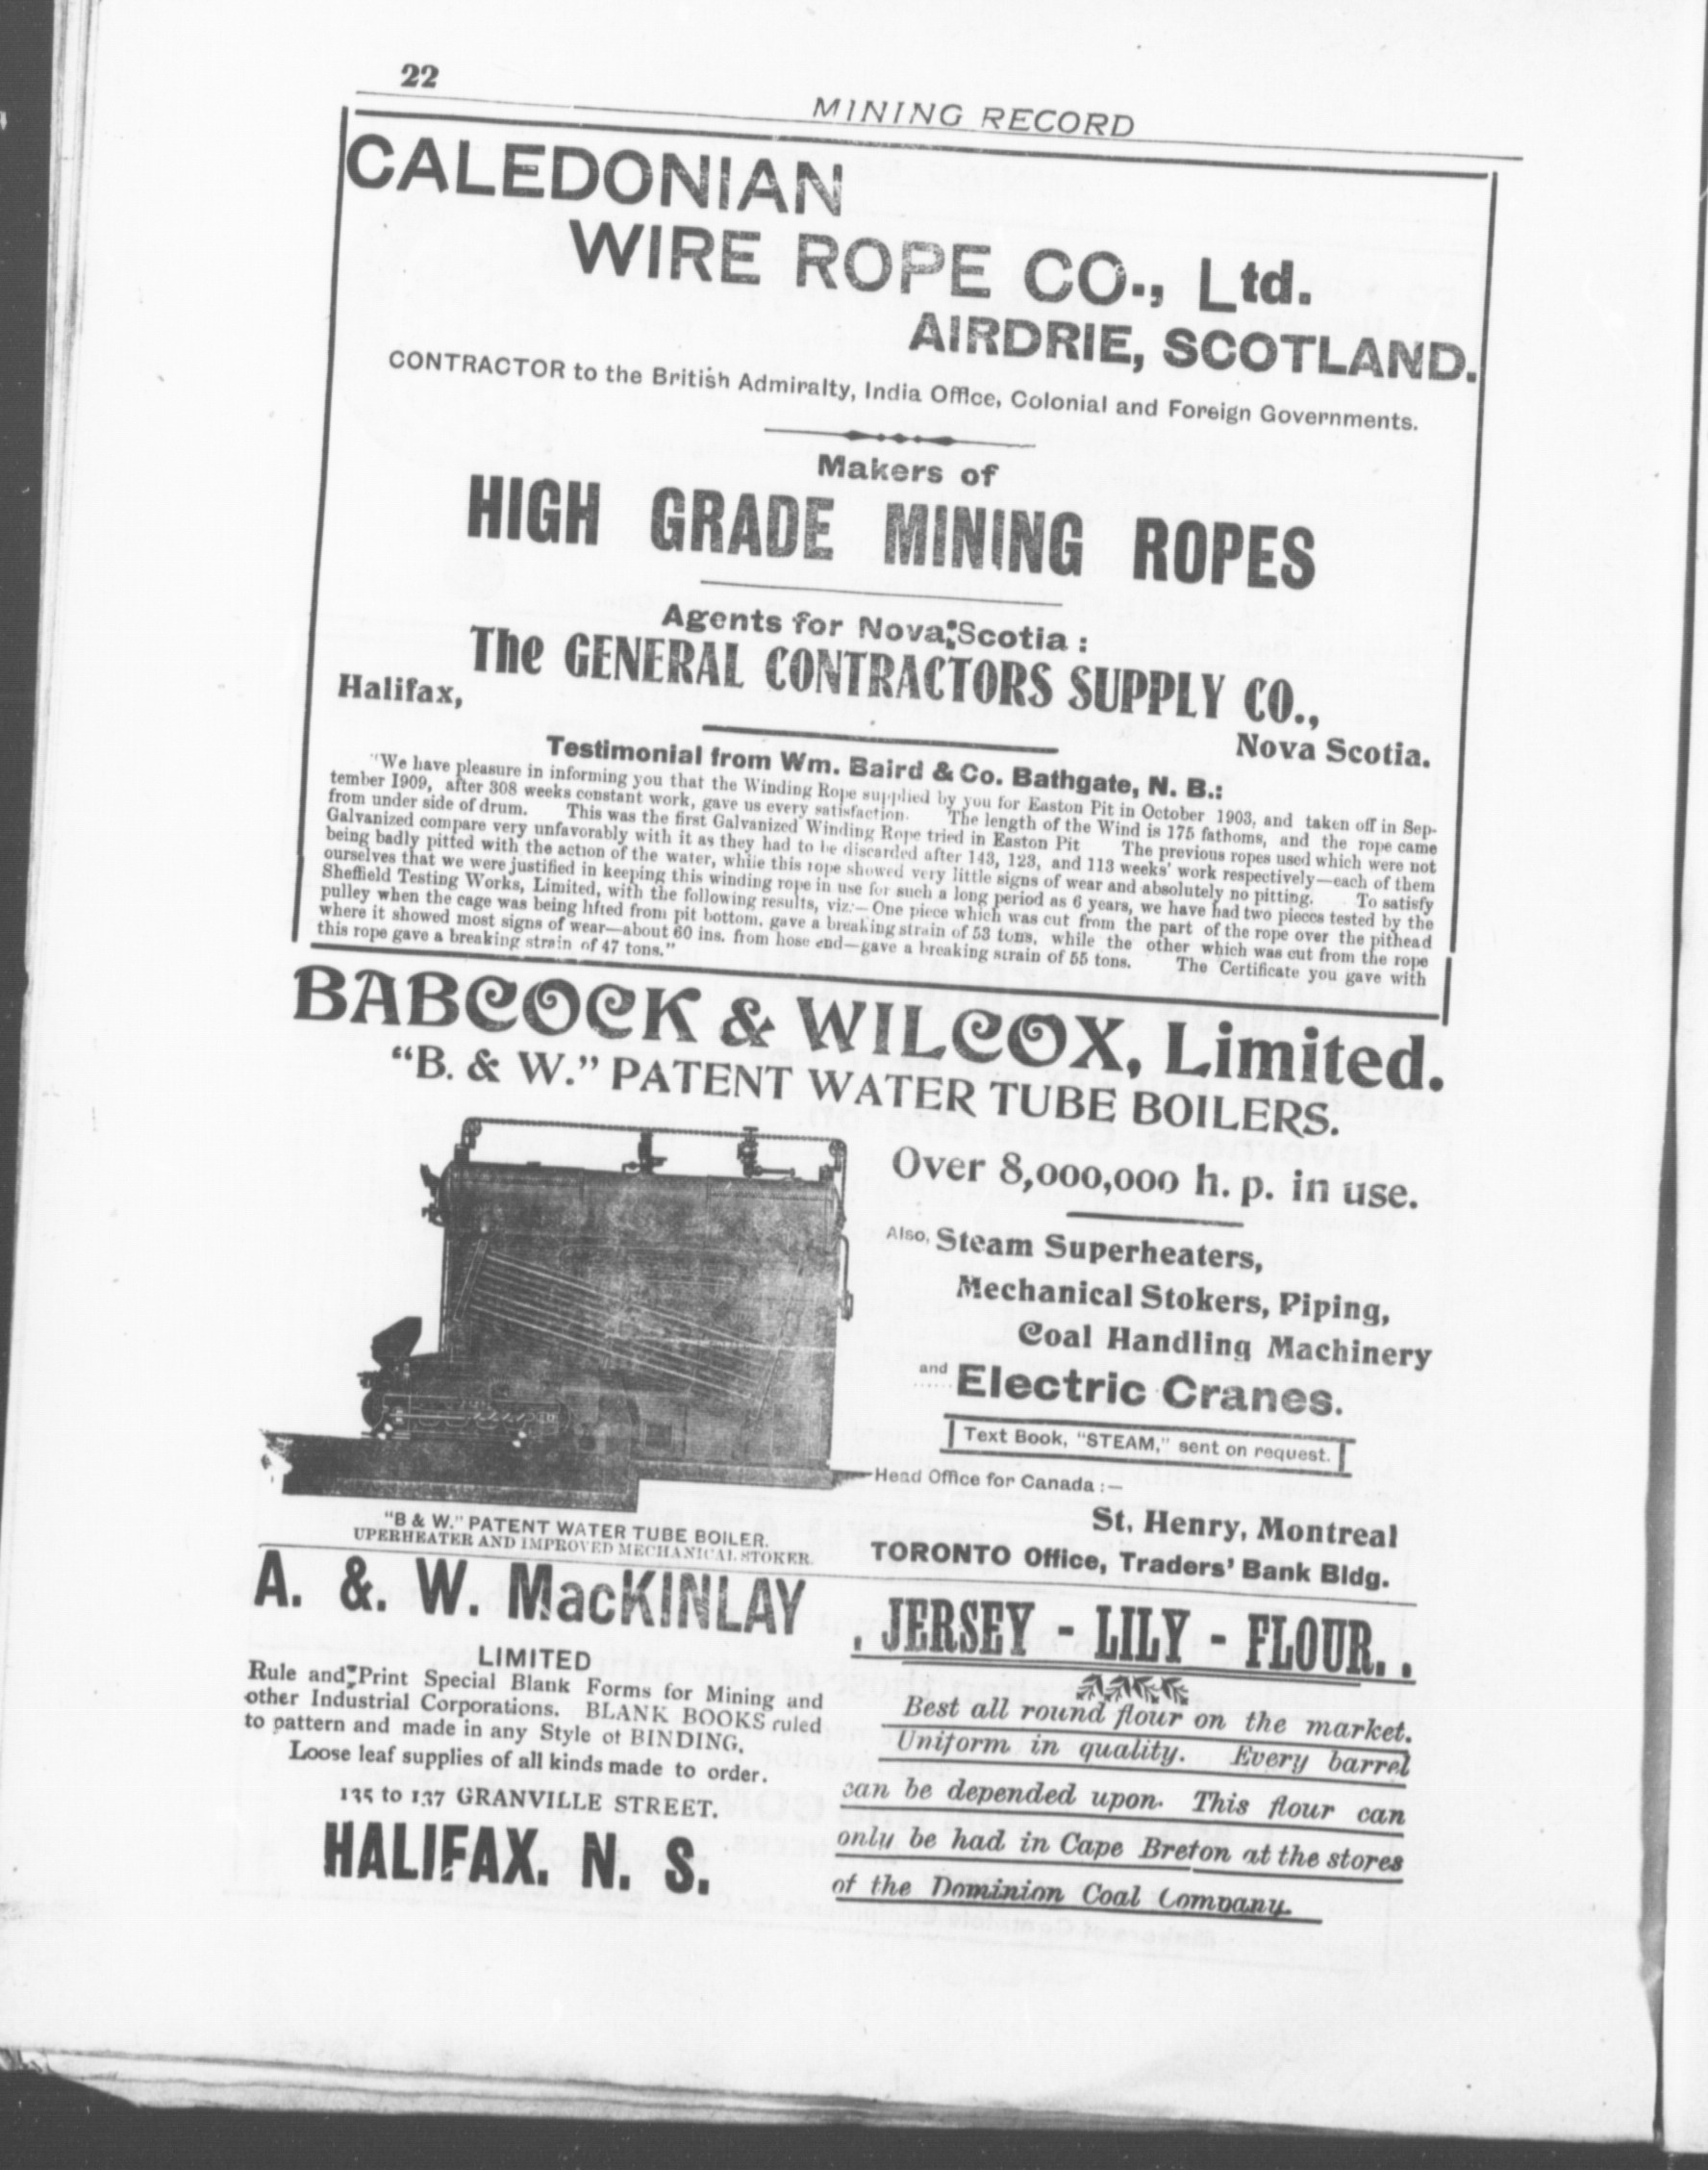 22
MINING RECORD
CALEDONIAN
WIRE ROPE CO., Ltd.
AIRDRIE, SCOTLAND.
CONTRACTOR to the British Admiralty, India Office, Colonial and Foreign Governments.
Makers of
HIGH GRADE MINING ROPES
Agents for Nova Scotia :
The GENERAL CONTRACTORS SUPPLY CO.,
Halifax,
Nova Scotia.
Testimonial from Wm. Baird & Co. Bathgate, N. B.:
"We have pleasure in informing you that the Winding Rope supplied by you for Easton Pit in October 1903, and taken off in Sep-
tember 1909, after 308 weeks constant work, gave us every satisfaction. The length of the Wind is 175 fathoms, and the rope came
from under side of drum. This was the first Galvanized Winding Rope tried in Easton Pit The previous ropes used which were not
Galvanized compare very unfavorably with it as they had to be discarded after 143, 123, and 113 weeks' work respectively—each of them
being badly pitted with the action of the water, while this rope showed very little signs of wear and absolutely no pitting. To satisfy
ourselves that we were justified in keeping this winding rope in use for such a long period as 6 years, we have had two pieces tested by the
Sheffield Testing Works, Limited, with the following results, viz:—One piece which was cut from the part of the rope over the pithead
pulley when the cage was being lifted from pit bottom, gave a breaking strain of 53 tons, while the other which was cut from the rope
where it showed most signs of wear—about 60 ins. from hose end—gave a breaking strain of 55 tons. The Certificate you gave with
this rope gave a breaking strain of 47 tons."
BABCOCK & WILCOX, Limited.
"B. & W." PATENT WATER TUBE BOILERS.
Over 8,000,000 h. p. in use.
Also, Steam Superheaters,
Mechanical Stokers, Piping,
Coal Handling Machinery
and Electric Cranes.
Text Book, "STEAM," sent on request.
Head Office for Canada :—
St, Henry, Montreal
TORONTO Office, Traders' Bank Bldg.
"B & W." PATENT WATER TUBE BOILER.
UPERHEATER AND IMPROVED MECHANICAL STOKER.
A. &. W. MacKINLAY
LIMITED
Rule and Print Special Blank Forms for Mining and
other Industrial Corporations. BLANK BOOKS ruled
to pattern and made in any Style ot BINDING.
Loose leaf supplies of all kinds made to order.
135 to 137 GRANVILLE STREET.
HALIFAX. N. S.
. JERSEY - LILY - FLOUR. .
Best all round flour on the market.
Uniform in quality. Every barrel
can be depended upon. This flour can
only be had in Cape Breton at the stores
of the Dominion Coal Company.